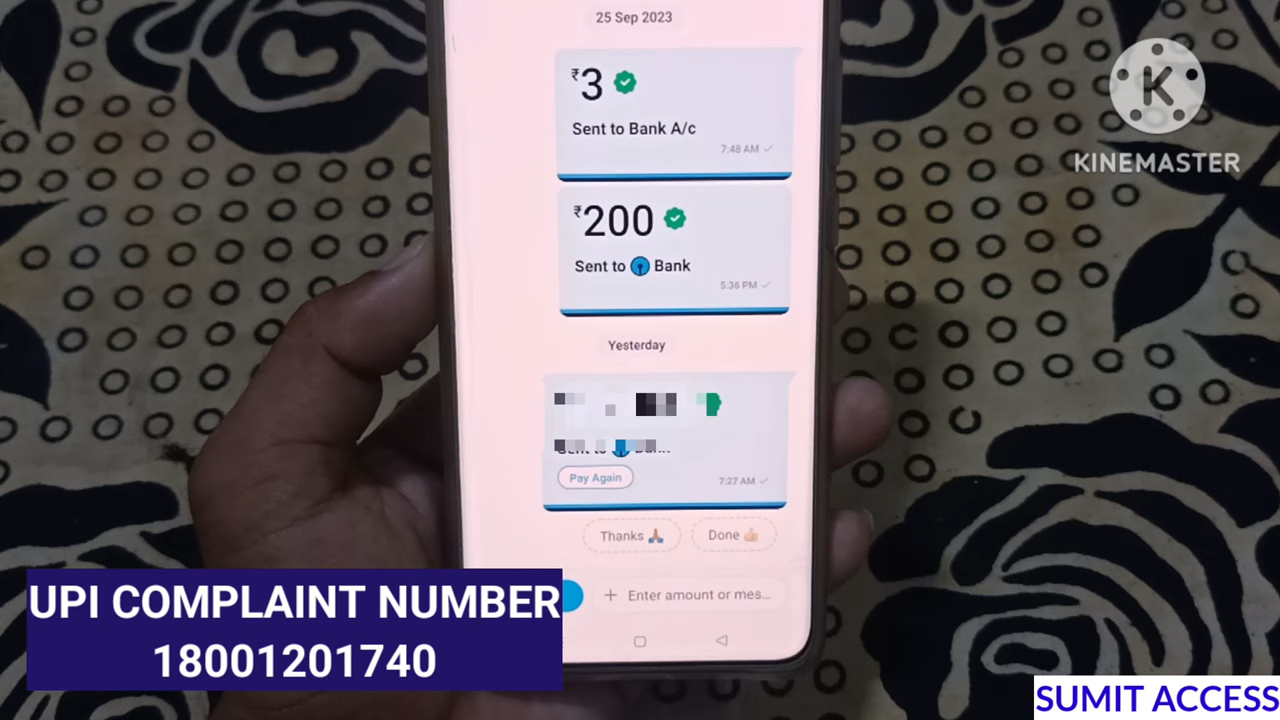 25 Sep 2023
₹3
Sent to Bank A/c
7:48 AM
₹200
Sent to Bank
5:36 PM
Yesterday
Pay Again
7:27 AM
Thanks 🙏
Done 👍
+ Enter amount or mes...
KINEMASTER
UPI COMPLAINT NUMBER
18001201740
SUMIT ACCESS